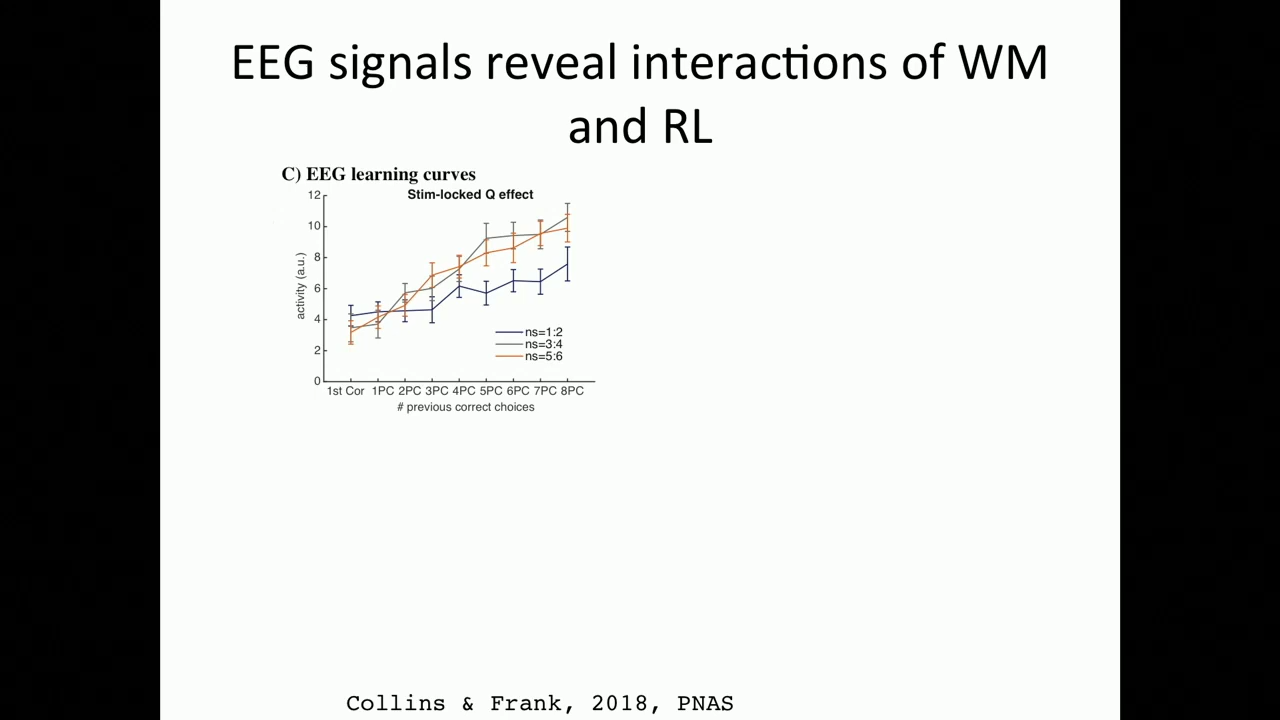 EEG signals reveal interactions of WM
and RL
C) EEG learning curves
Stim-locked Q effect
12
10
8
6
4
2
0
activity (a.u.)
ns=1:2
ns=3:4
ns=5:6
1st Cor 1PC 2PC 3PC 4PC 5PC 6PC 7PC 8PC
# previous correct choices
Collins & Frank, 2018, PNAS